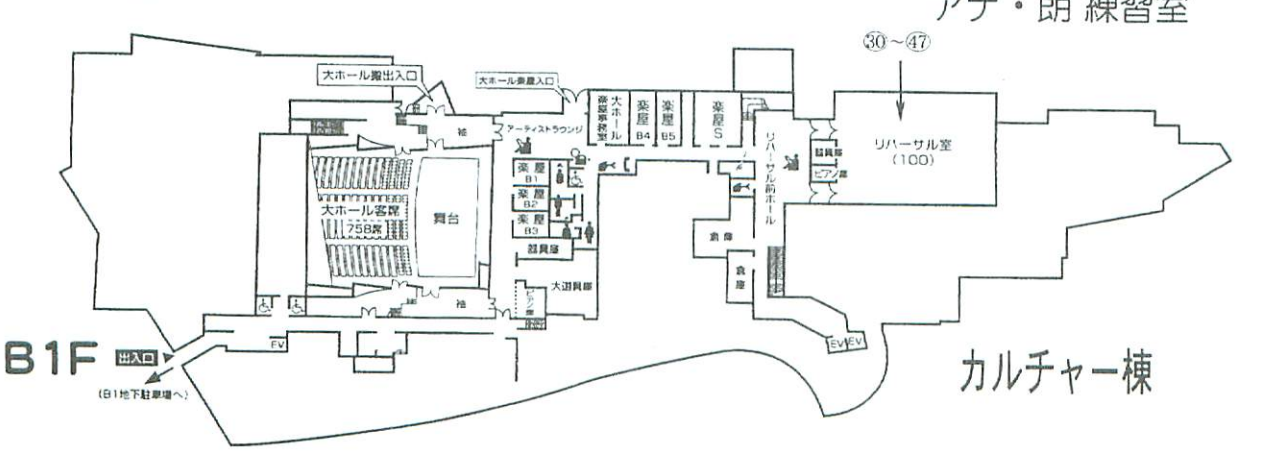 アナ・朗 練習室
㉚～㊼
大ホール搬出入口
大ホール楽屋入口
袖
アーティストラウンジ
大ホール
楽屋事務室
楽屋
B4
楽屋
B5
楽屋S
リハーサル前ホール
器具庫
ピアノ庫
リハーサル室
(100)
楽屋
B1
楽屋
B2
楽屋
B3
大ホール客席
758席
舞台
器具庫
大道具庫
ピアノ庫
倉庫
倉庫
袖
EV
EV
EV
B1F
出入口
(B1地下駐車場へ)
カルチャー棟